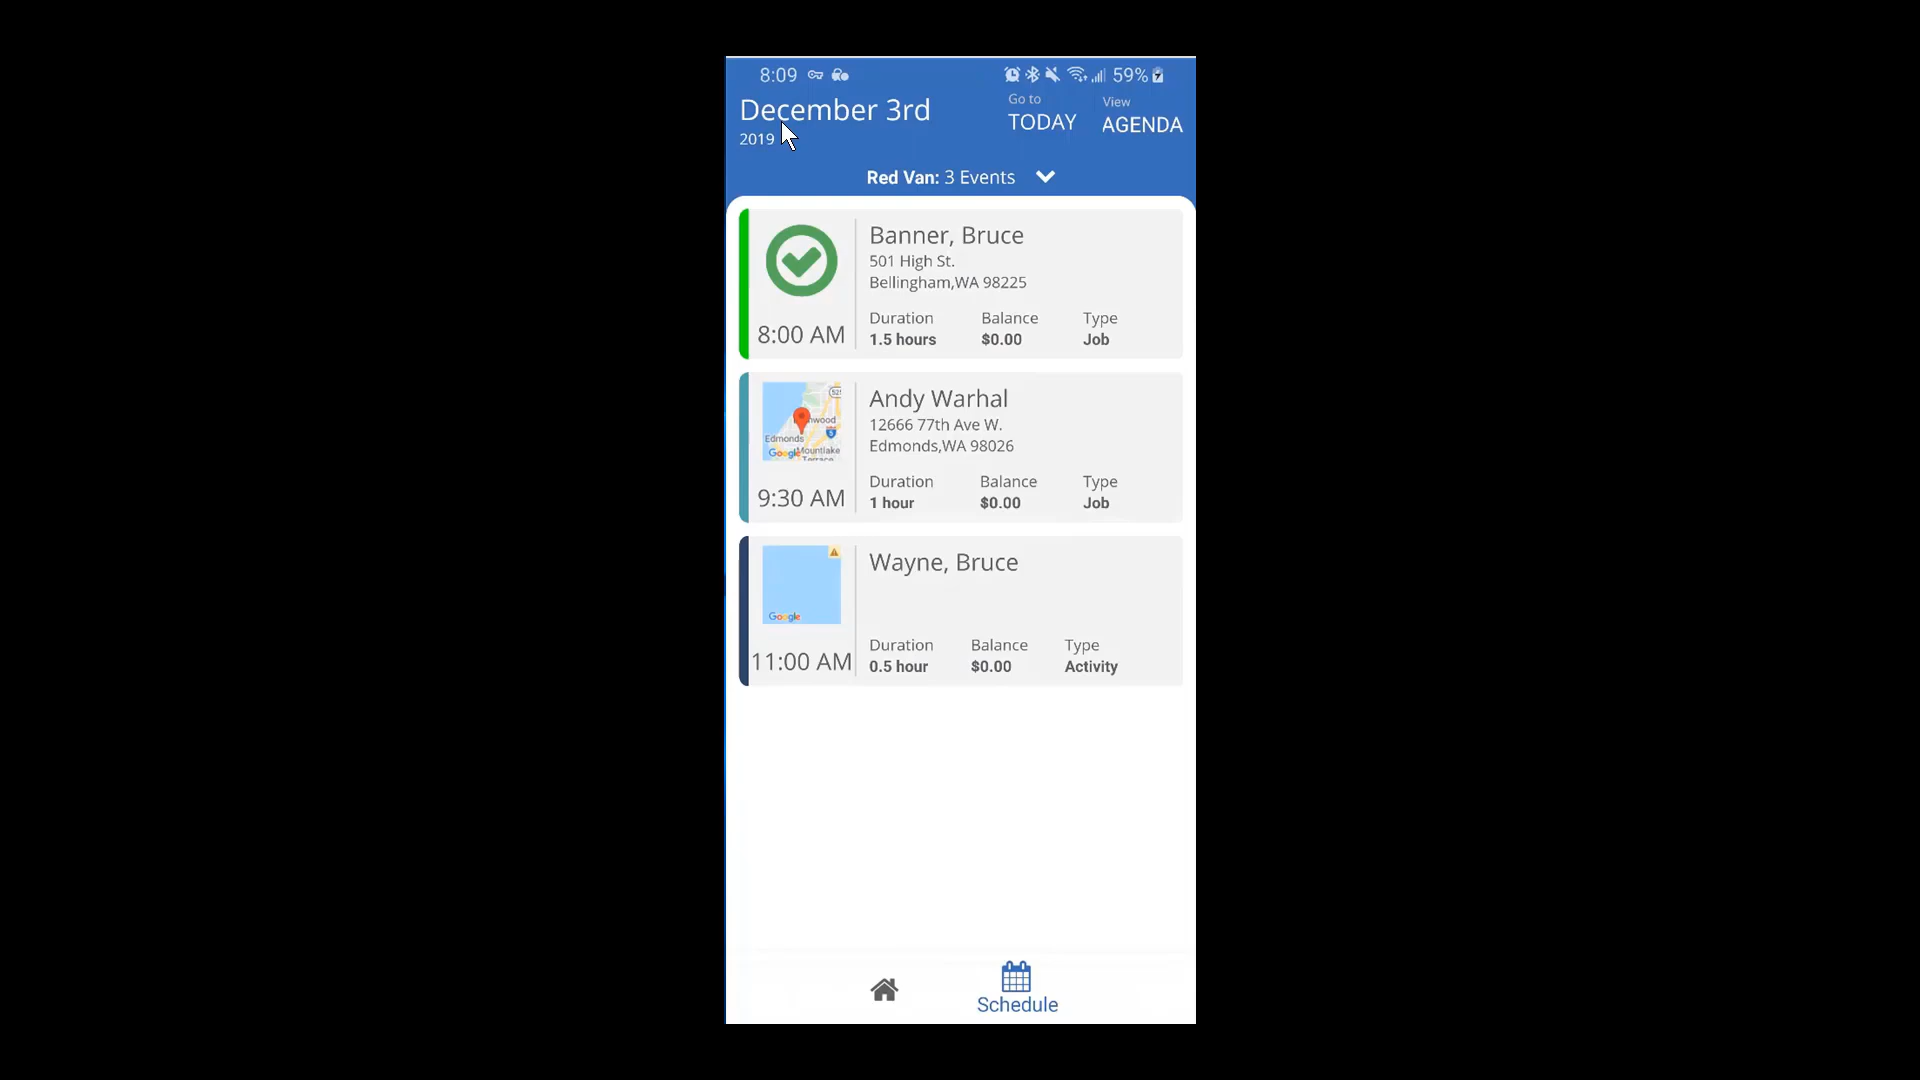 8:09 59%
December 3rd
2019
Go to
TODAY
View
AGENDA
Red Van: 3 Events
Banner, Bruce
501 High St.
Bellingham,WA 98225
8:00 AM
Duration Balance Type
1.5 hours $0.00 Job
Andy Warhal
12666 77th Ave W.
Edmonds,WA 98026
nwood
Edmonds
Mountlake
Terrace
Google
9:30 AM
Duration Balance Type
1 hour $0.00 Job
Wayne, Bruce
Google
11:00 AM
Duration Balance Type
0.5 hour $0.00 Activity
Schedule